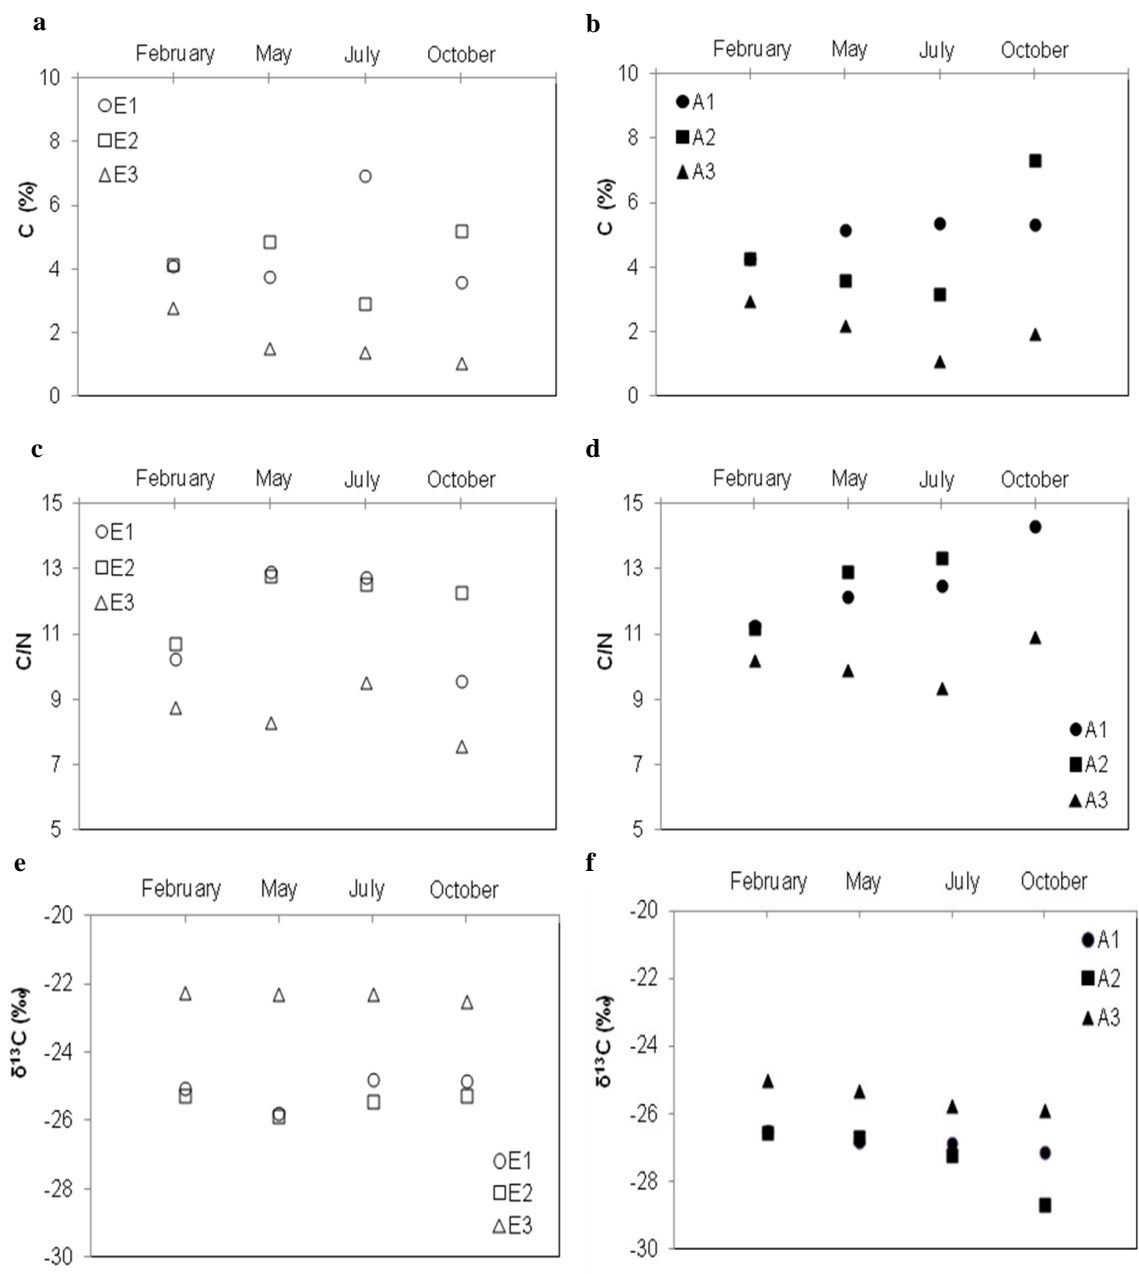 a
February May July October
10
8
6
4
2
0
C (%)
E1
E2
E3
b
February May July October
10
8
6
4
2
0
C (%)
A1
A2
A3
c
February May July October
15
13
11
9
7
5
C/N
E1
E2
E3
d
February May July October
15
13
11
9
7
5
C/N
A1
A2
A3
e
February May July October
-20
-22
-24
-26
-28
-30
δ¹³C (‰)
E1
E2
E3
f
February May July October
-20
-22
-24
-26
-28
-30
δ¹³C (‰)
A1
A2
A3